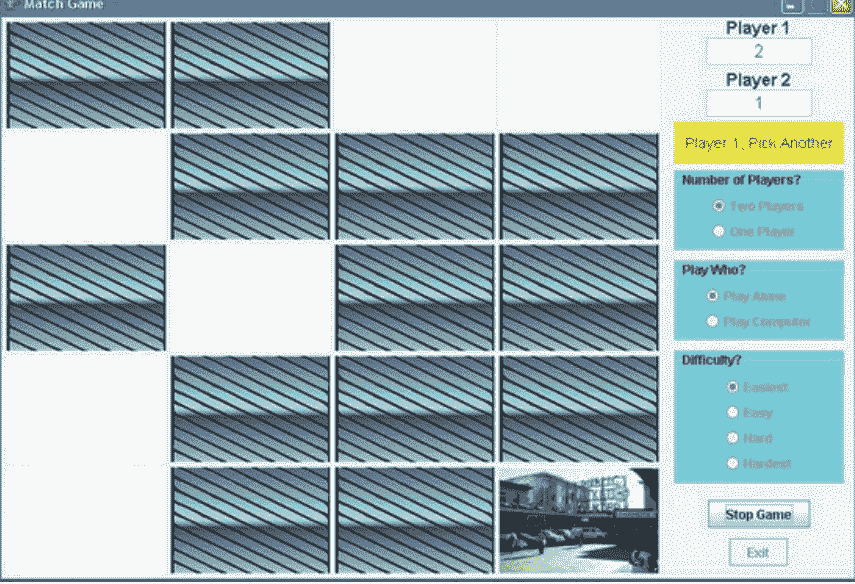 Match Game
Player 1
2
Player 2
1
Player 1, Pick Another
Number of Players?
Two Players
One Player
Play Who?
Play Alone
Play Computer
Difficulty?
Easiest
Easy
Hard
Hardest
Stop Game
Exit